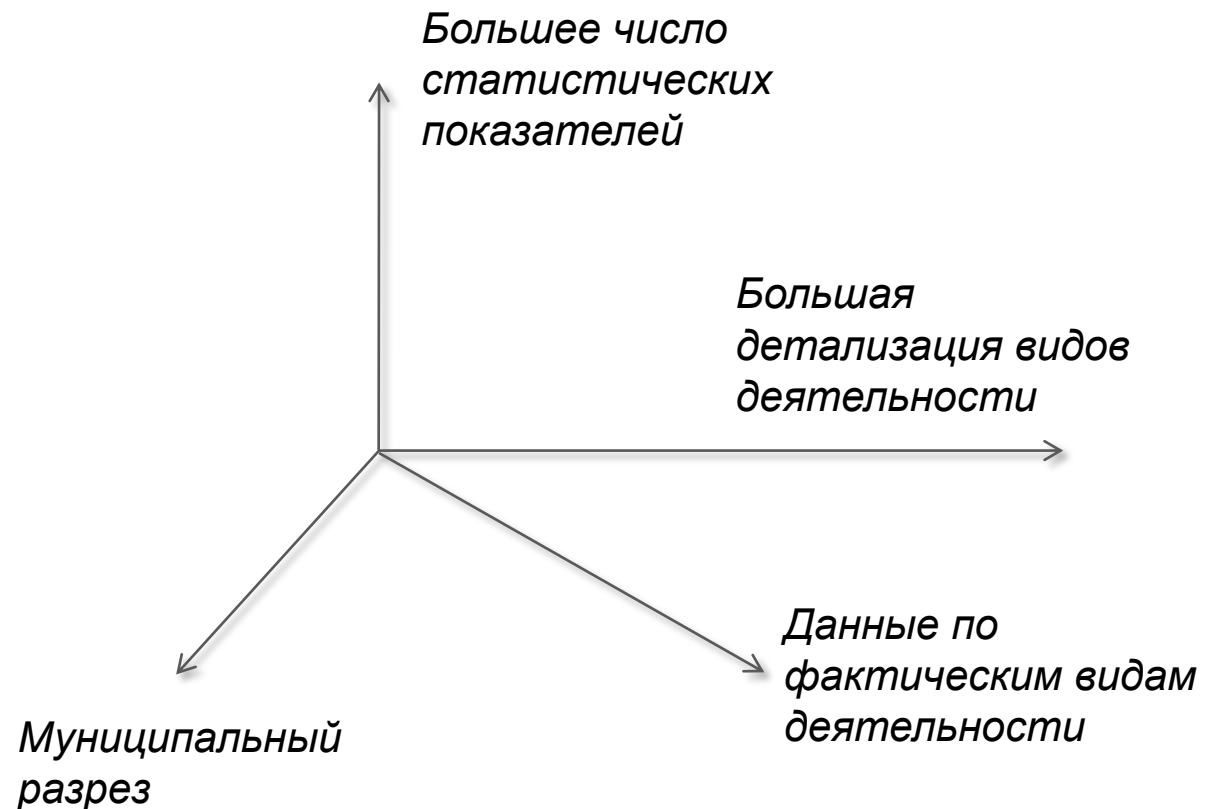 Большее число
статистических
показателей
Большая
детализация видов
деятельности
Данные по
фактическим видам
деятельности
Муниципальный
разрез